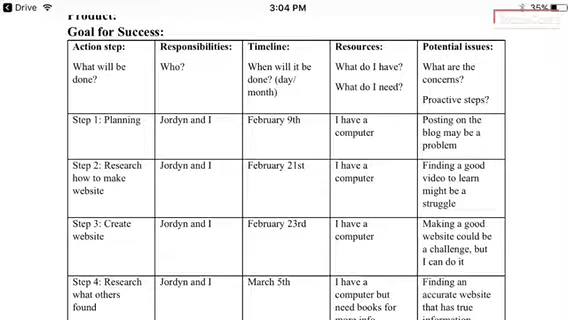 Drive
3:04 PM
35%
Product:
Goal for Success:
Action step:
What will be
done?
Responsibilities:
Who?
Timeline:
When will it be
done? (day/
month)
Resources:
What do I have?
What do I need?
Potential issues:
What are the
concerns?
Proactive steps?
Step 1: Planning
Jordyn and I
February 9th
I have a
computer
Posting on the
blog may be a
problem
Step 2: Research
how to make
website
Jordyn and I
February 21st
I have a
computer
Finding a good
video to learn
might be a
struggle
Step 3: Create
website
Jordyn and I
February 23rd
I have a
computer
Making a good
website could be
a challenge, but
I can do it
Step 4: Research
what others
found
Jordyn and I
March 5th
I have a
computer but
need books for
more info
Finding an
accurate website
that has true
information